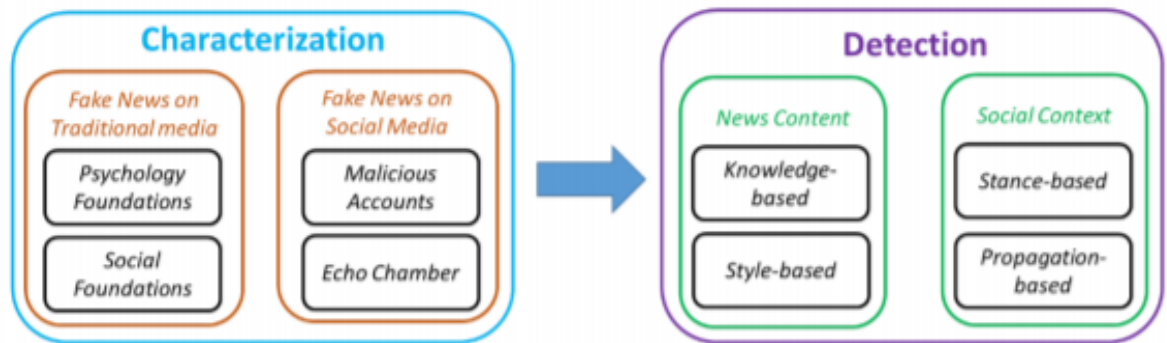 Characterization
Fake News on
Traditional media
Psychology
Foundations
Social
Foundations
Fake News on
Social Media
Malicious
Accounts
Echo Chamber
Detection
News Content
Knowledge-
based
Style-based
Social Context
Stance-based
Propagation-
based